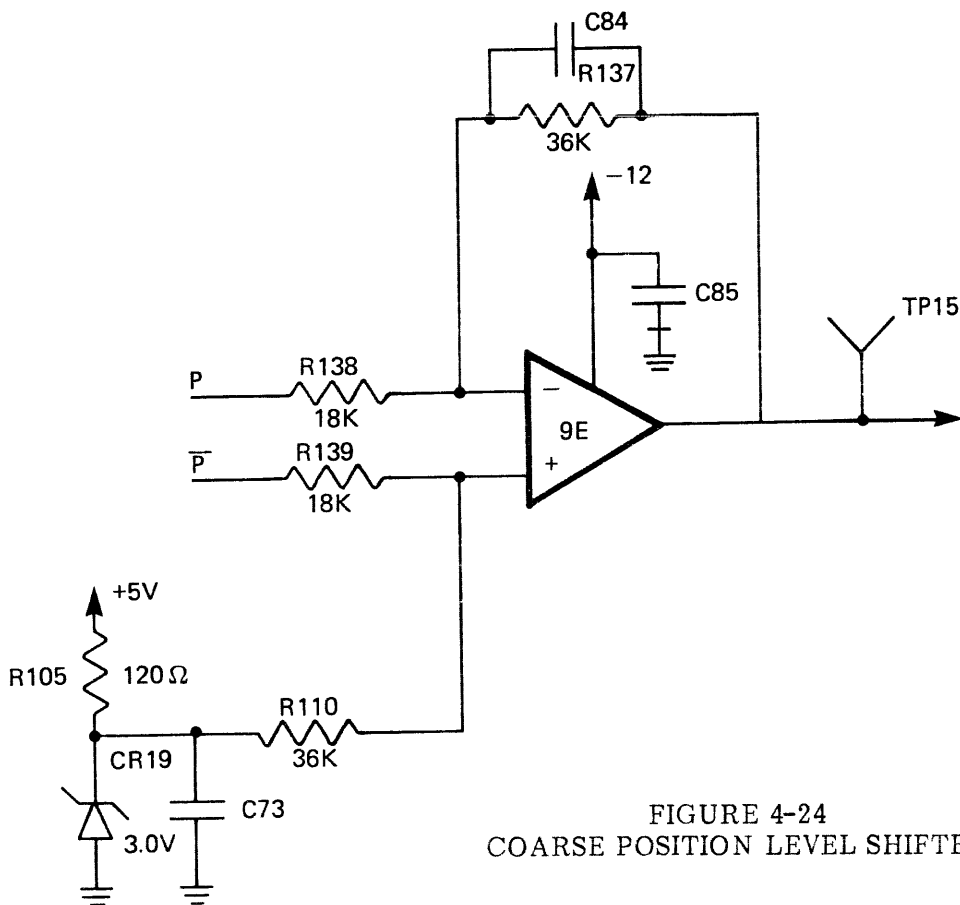 C84
R137
36K
−12
C85
TP15
R138
P
18K
−
9E
R139
P̅
18K
+
+5V
R105
120Ω
R110
36K
CR19
C73
3.0V
FIGURE 4-24
COARSE POSITION LEVEL SHIFTE